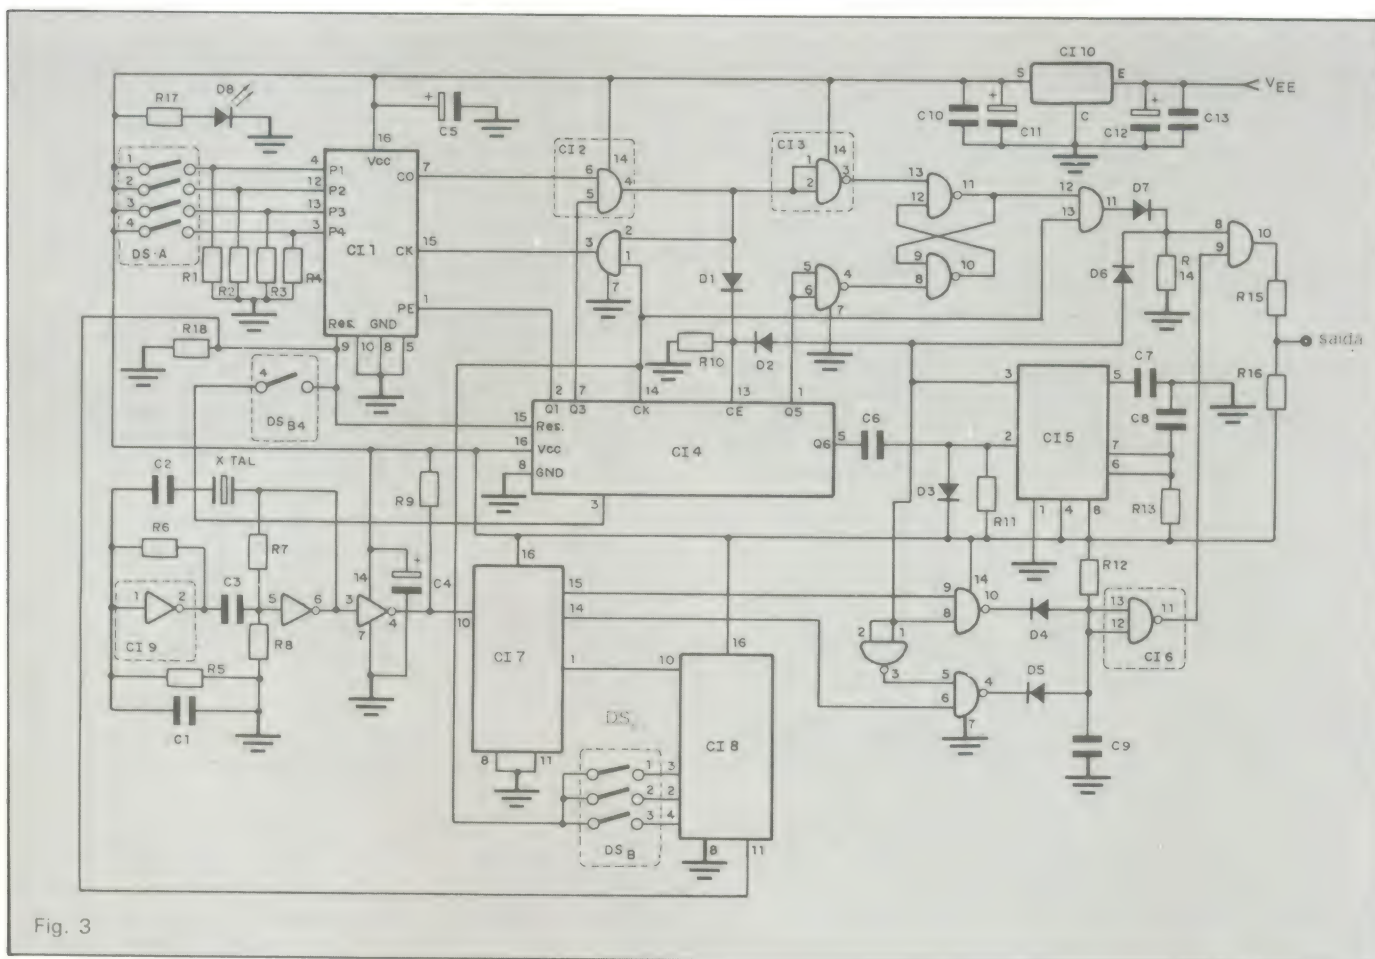 CI 10
S
E
C
VEE
C10
C11
C12
C13
R17
D8
C5
16
Vcc
CI 2
14
CI 3
14
1
2
3
4
DS-A
4
12
13
3
P1
P2
P3
P4
CI 1
CO
CK
PE
7
15
1
Res.
GND
9
10
8
5
R1
R2
R3
R4
6
5
4
3
2
1
7
1
2
3
13
12
11
9
8
10
5
6
4
7
12
13
11
D7
D1
D6
R
14
8
9
10
R15
saída
R16
R18
4
DS B4
R10
D2
2
7
14
13
1
Q1
Q3
CK
CE
Q5
15
Res.
16
Vcc
8
GND
CI 4
Q6
5
3
C6
D3
R11
3
2
CI 5
5
7
6
1
4
8
C7
C8
R13
R12
C2
X TAL
R6
R7
1
2
CI 9
C3
5
6
R8
R5
C1
14
3
4
7
C4
R9
10
16
CI 7
15
14
1
8
11
10
16
CI 8
3
2
4
8
11
DS
1
2
3
DS B
9
8
14
10
2
1
3
5
6
4
7
D4
D5
13
12
11
CI 6
C9
Fig. 3